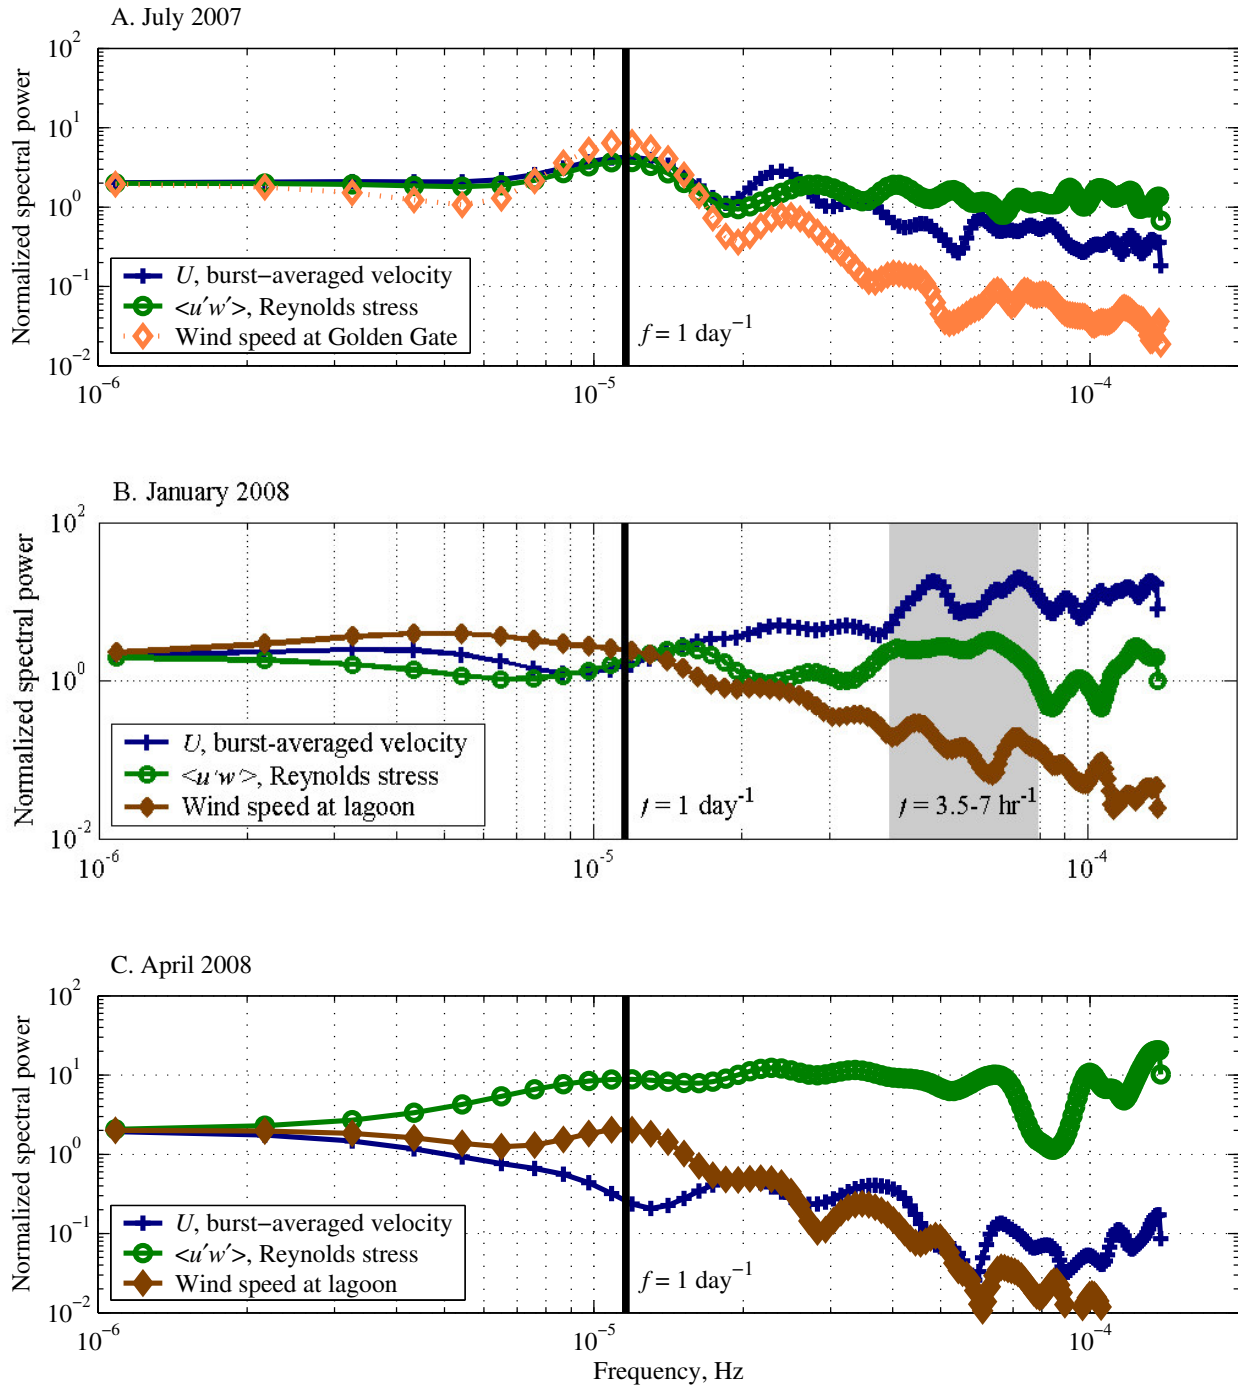 A. July 2007
Normalized spectral power
10^2
10^1
10^0
10^−1
10^−2
U, burst−averaged velocity
<u′w′>, Reynolds stress
Wind speed at Golden Gate
f = 1 day^−1
10^−6
10^−5
10^−4
B. January 2008
Normalized spectral power
10^2
10^0
10^-2
U, burst-averaged velocity
<u′w′>, Reynolds stress
Wind speed at lagoon
f = 1 day^-1
f = 3.5-7 hr^-1
10^-6
10^-5
10^-4
C. April 2008
Normalized spectral power
10^2
10^1
10^0
10^−1
10^−2
U, burst−averaged velocity
<u′w′>, Reynolds stress
Wind speed at lagoon
f = 1 day^−1
10^−6
10^−5
10^−4
Frequency, Hz